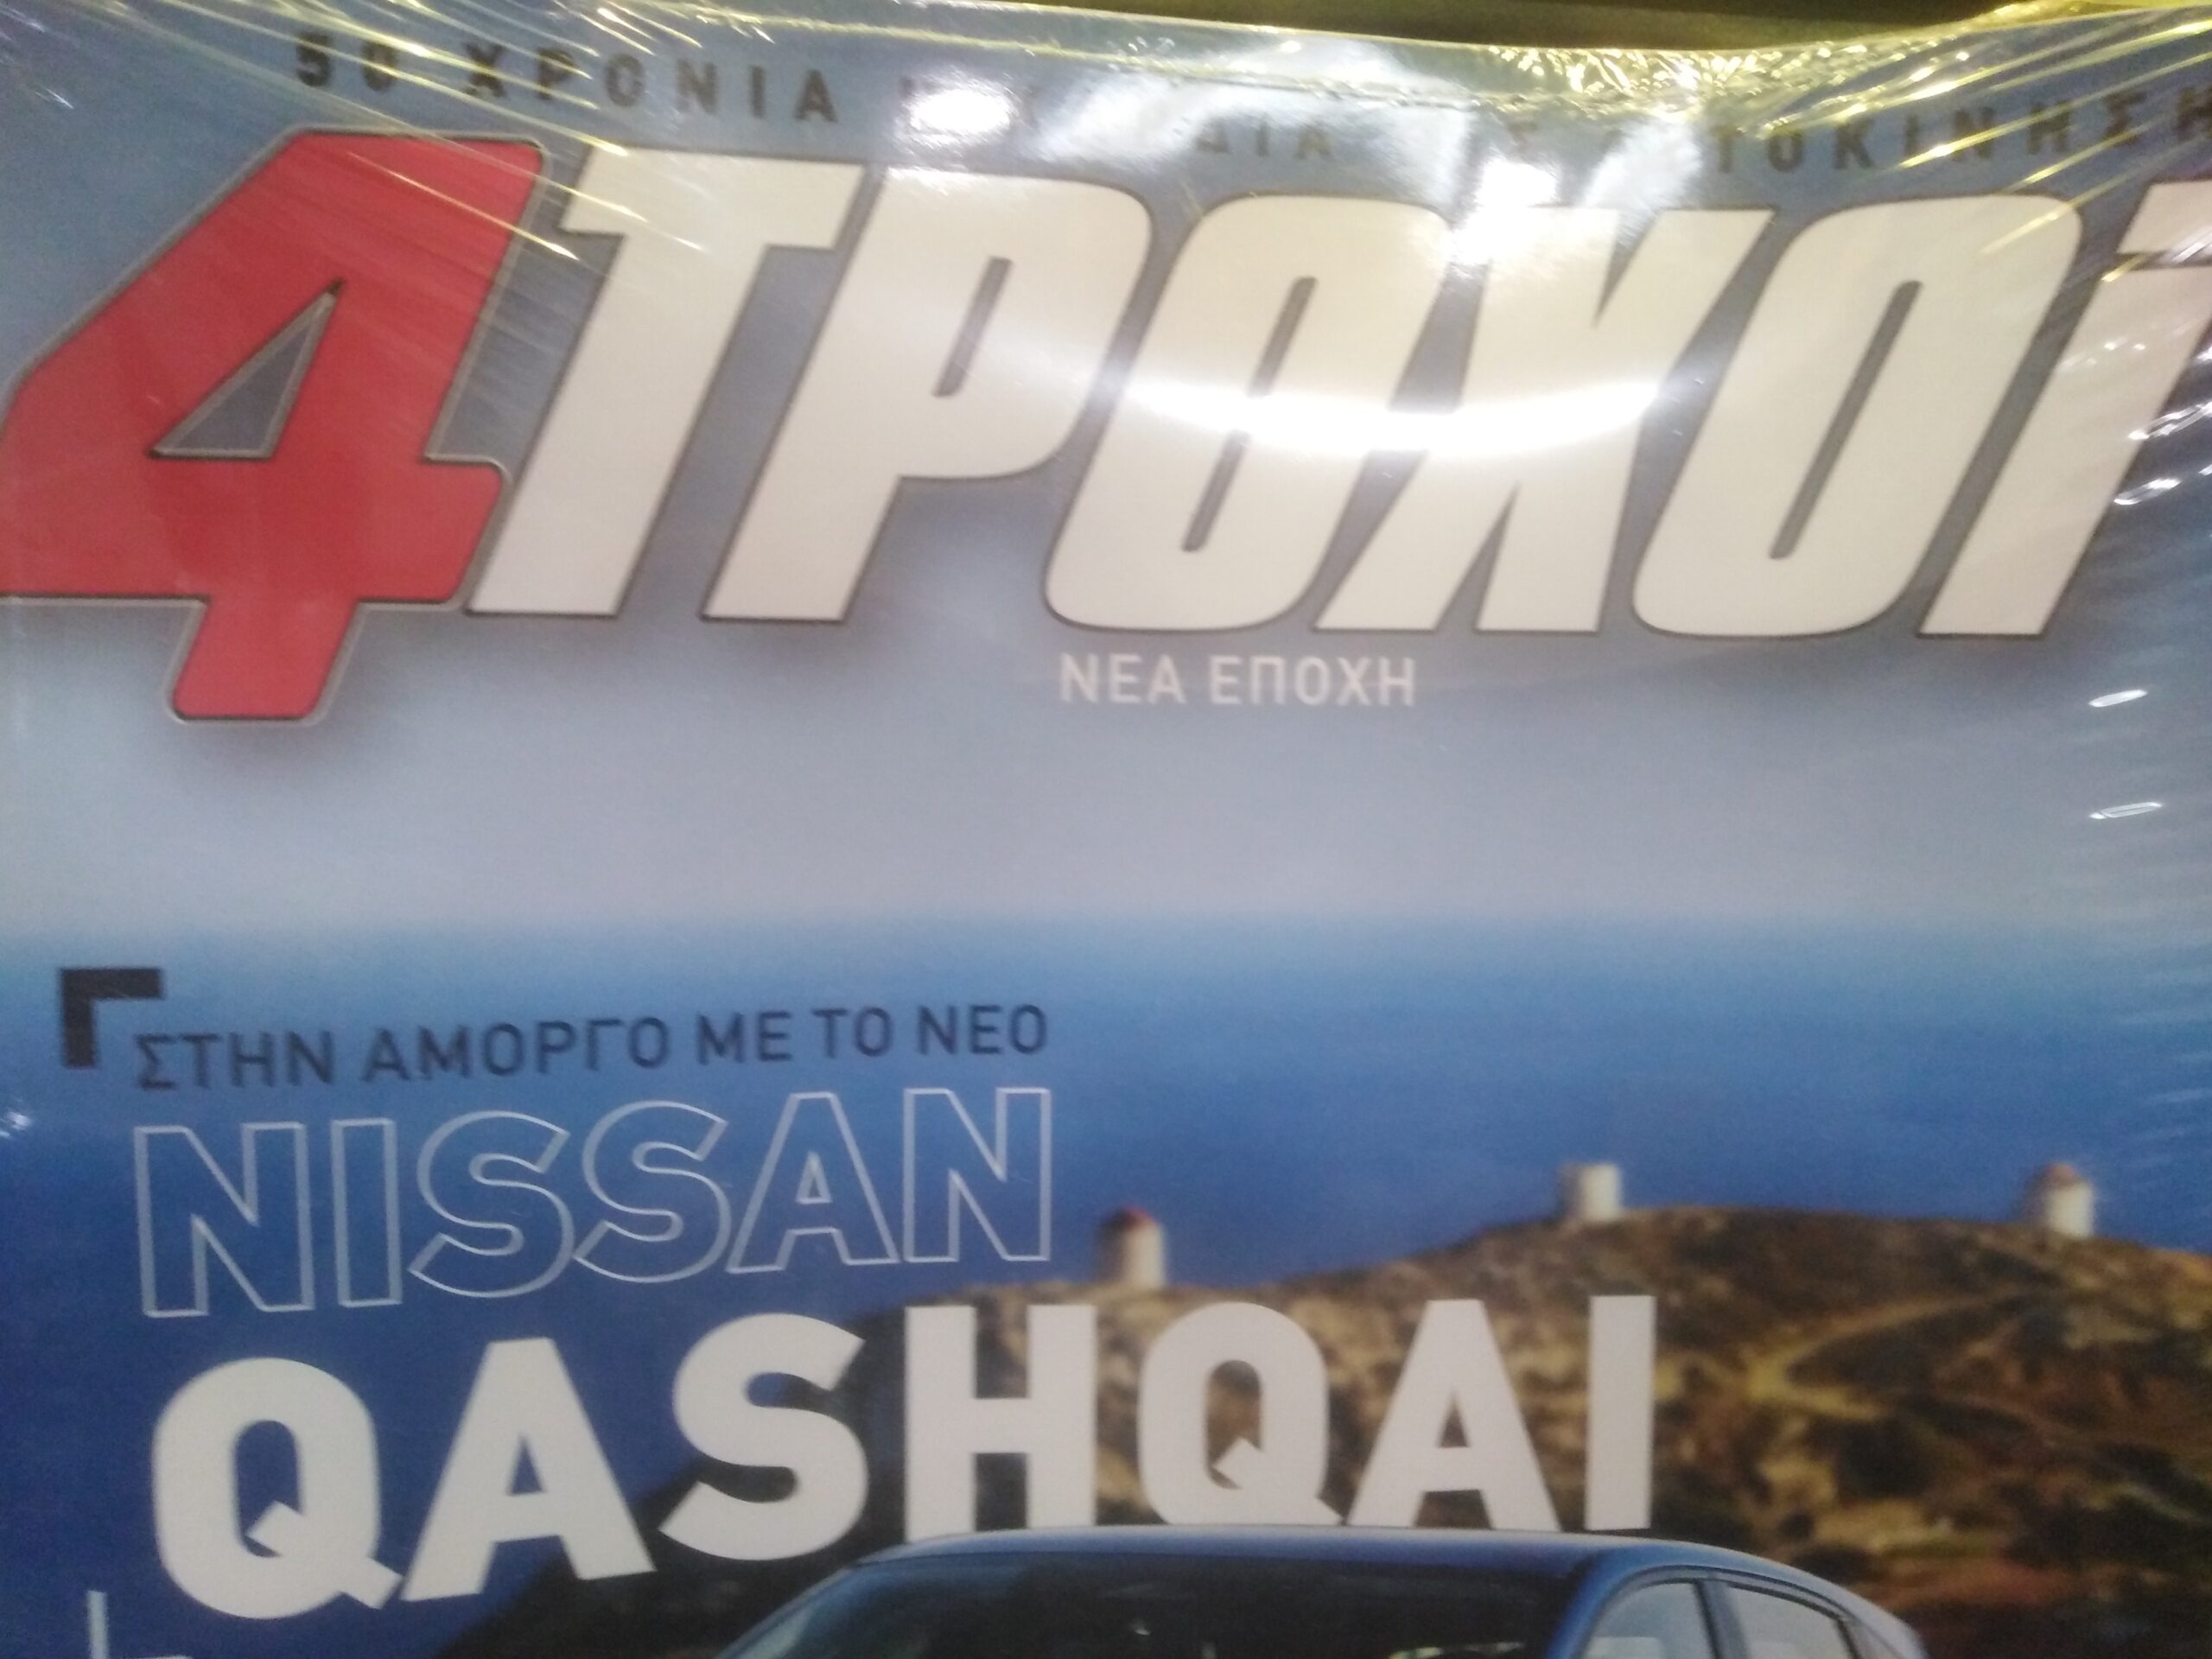 50 ΧΡΟΝΙΑ
4ΤΡΟΧΟΙ
ΝΕΑ ΕΠΟΧΗ
ΣΤΗΝ ΑΜΟΡΓΟ ΜΕ ΤΟ ΝΕΟ
NISSAN
QASHQAI